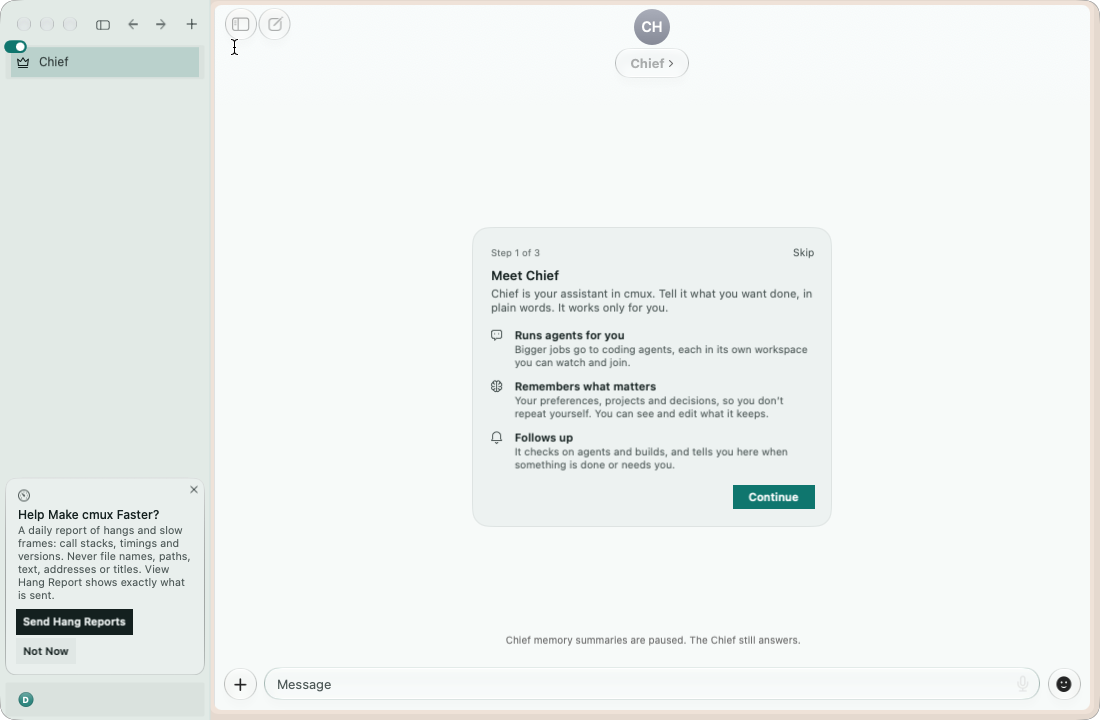 Chief
CH
Chief
Step 1 of 3
Skip
Meet Chief
Chief is your assistant in cmux. Tell it what you want done, in
plain words. It works only for you.
Runs agents for you
Bigger jobs go to coding agents, each in its own workspace
you can watch and join.
Remembers what matters
Your preferences, projects and decisions, so you don't
repeat yourself. You can see and edit what it keeps.
Follows up
It checks on agents and builds, and tells you here when
something is done or needs you.
Continue
Help Make cmux Faster?
A daily report of hangs and slow
frames: call stacks, timings and
versions. Never file names, paths,
text, addresses or titles. View
Hang Report shows exactly what
is sent.
Send Hang Reports
Not Now
D
Chief memory summaries are paused. The Chief still answers.
Message